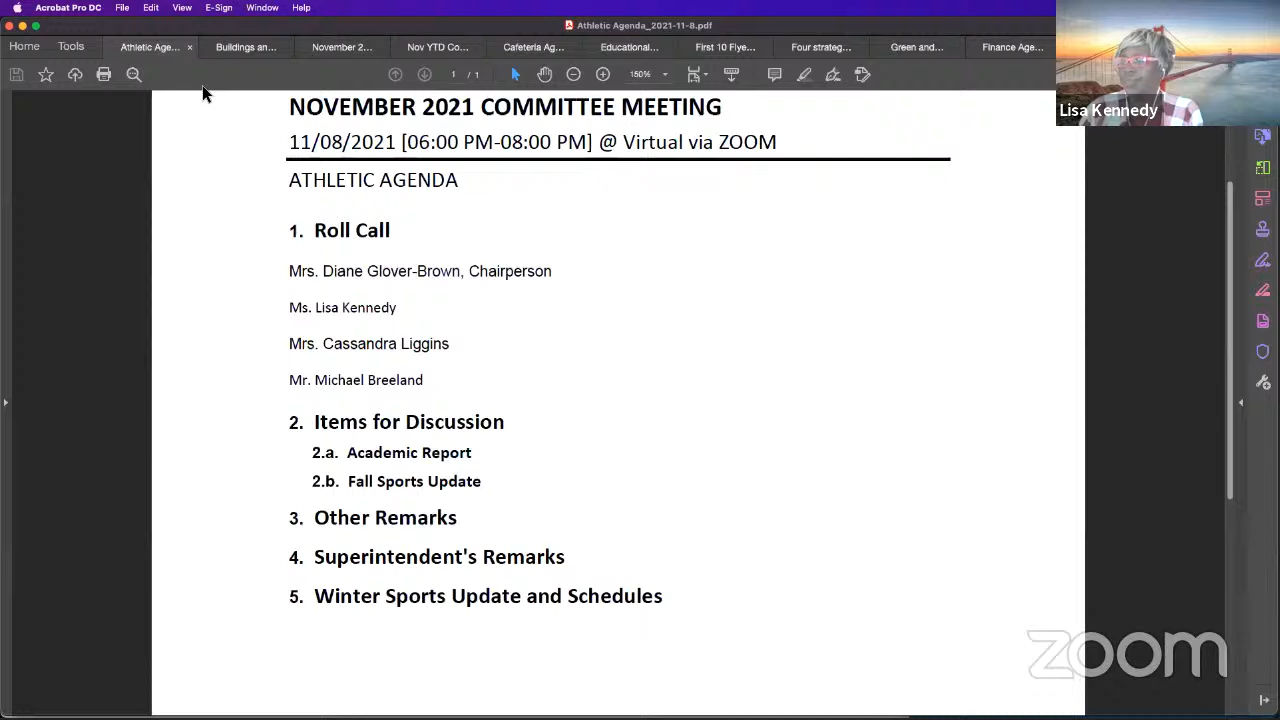 Acrobat Pro DC File Edit View E-Sign Window Help
Athletic Agenda_2021-11-8.pdf
Home Tools Athletic Age... × Buildings an... November 2... Nov YTD Co... Cafeteria Ag... Educational... First 10 Flye... Four strateg... Green and... Finance Age...
1 / 1 150%
NOVEMBER 2021 COMMITTEE MEETING
11/08/2021 [06:00 PM-08:00 PM] @ Virtual via ZOOM
ATHLETIC AGENDA
1. Roll Call
Mrs. Diane Glover-Brown, Chairperson
Ms. Lisa Kennedy
Mrs. Cassandra Liggins
Mr. Michael Breeland
2. Items for Discussion
2.a. Academic Report
2.b. Fall Sports Update
3. Other Remarks
4. Superintendent's Remarks
5. Winter Sports Update and Schedules
Lisa Kennedy
zoom